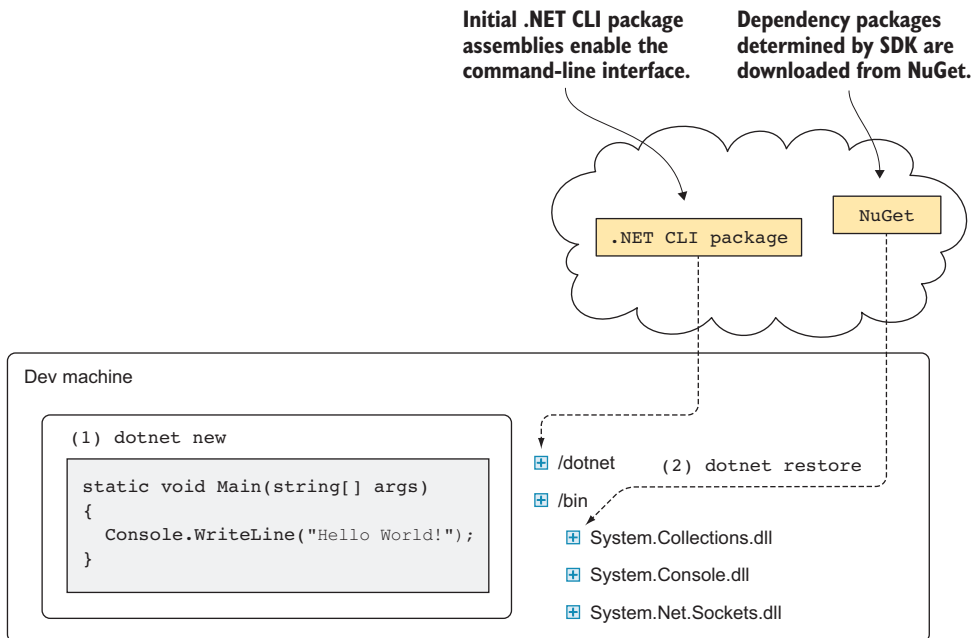 Initial .NET CLI package
assemblies enable the
command-line interface.
Dependency packages
determined by SDK are
downloaded from NuGet.
.NET CLI package
NuGet
Dev machine
(1) dotnet new
static void Main(string[] args)
{
  Console.WriteLine("Hello World!");
}
/dotnet
(2) dotnet restore
/bin
System.Collections.dll
System.Console.dll
System.Net.Sockets.dll